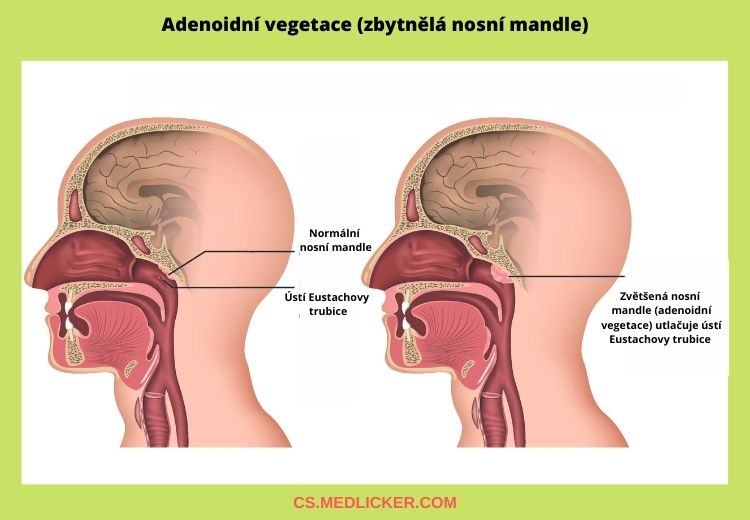 Adenoidní vegetace (zbytnělá nosní mandle)
Normální
nosní mandle
Ústí Eustachovy
trubice
Zvětšená nosní
mandle (adenoidní
vegetace) utlačuje ústí
Eustachovy trubice
CS.MEDLICKER.COM